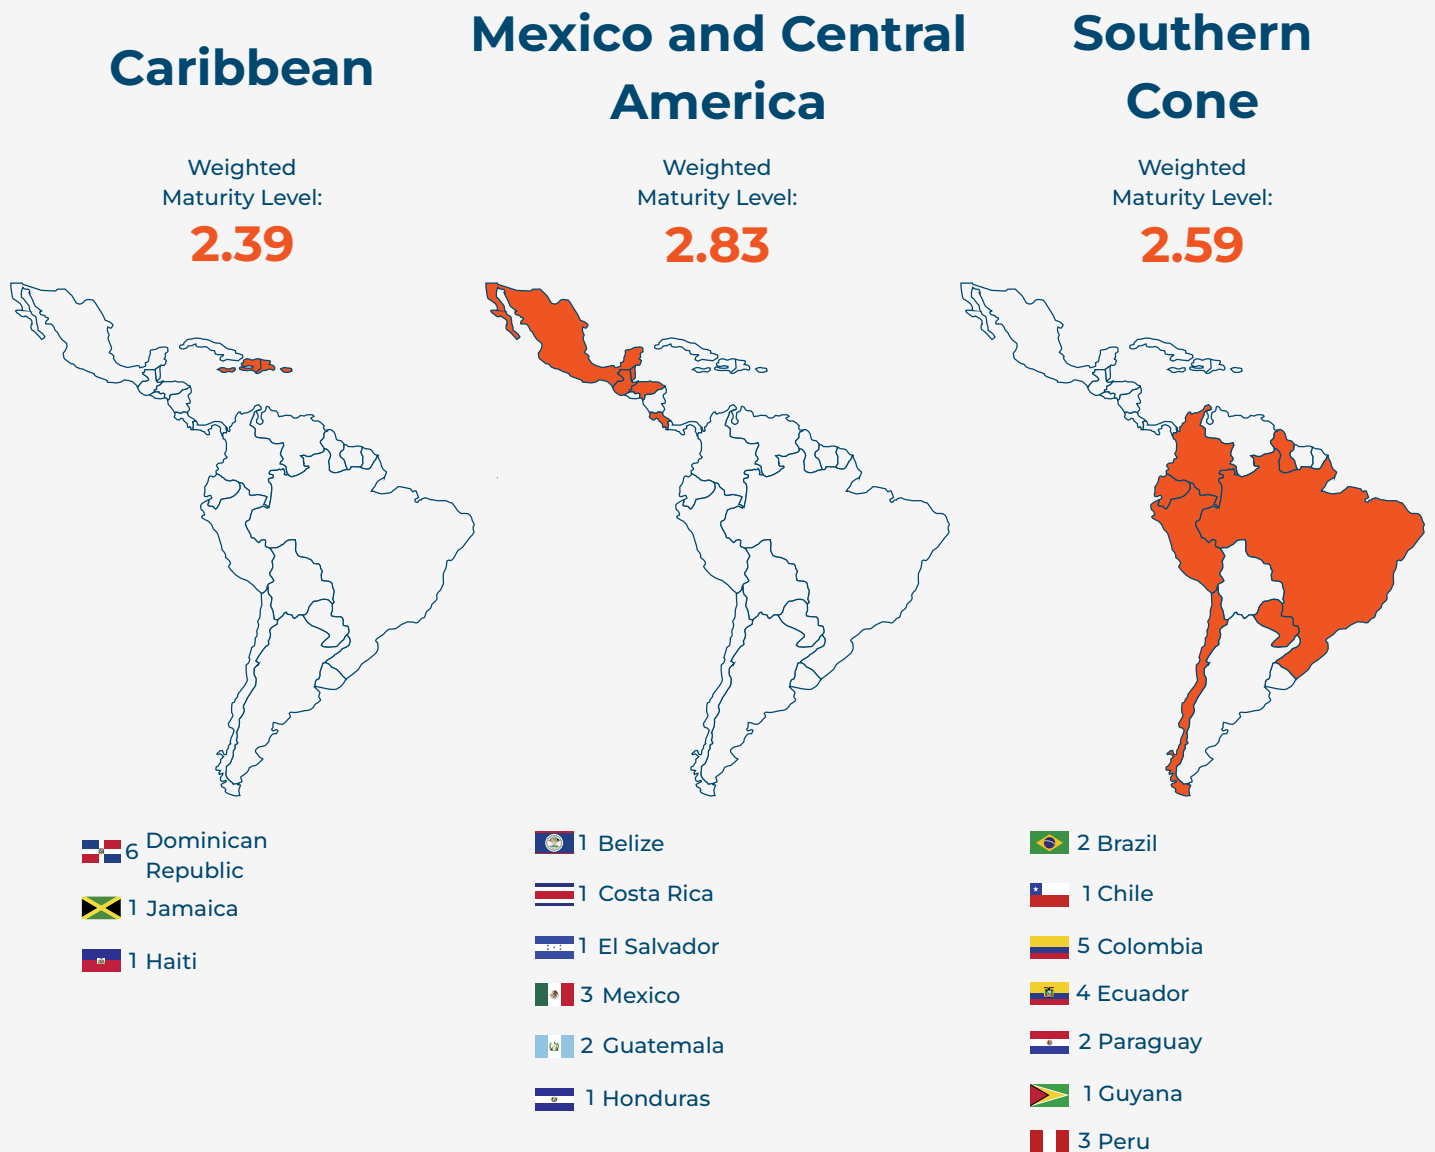 Caribbean
Weighted
Maturity Level:
2.39
6 Dominican
Republic
1 Jamaica
1 Haiti
Mexico and Central
America
Weighted
Maturity Level:
2.83
1 Belize
1 Costa Rica
1 El Salvador
3 Mexico
2 Guatemala
1 Honduras
Southern
Cone
Weighted
Maturity Level:
2.59
2 Brazil
1 Chile
5 Colombia
4 Ecuador
2 Paraguay
1 Guyana
3 Peru